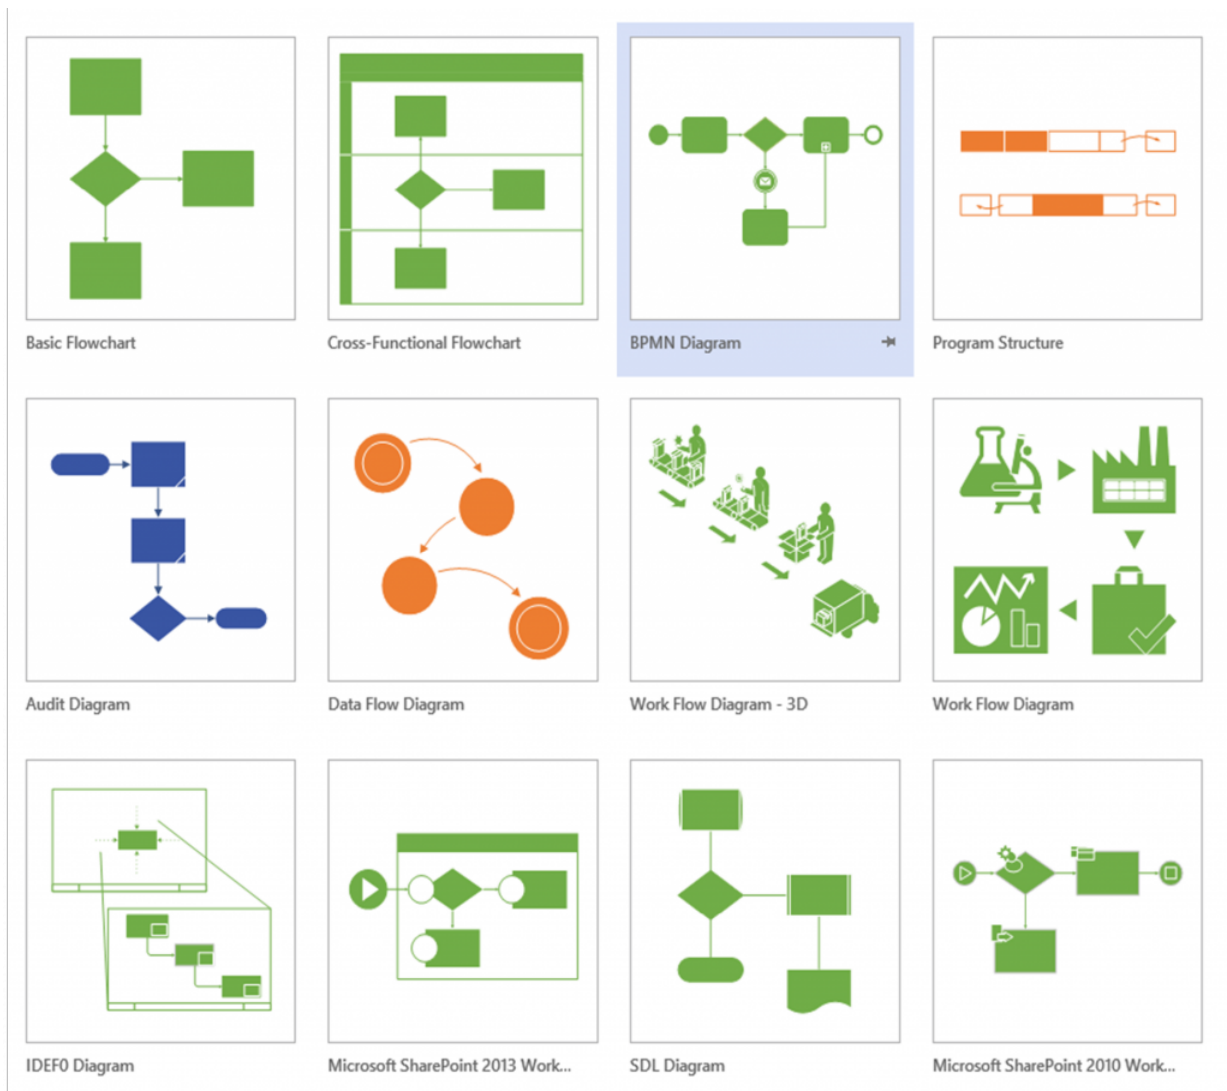 Basic Flowchart
Cross-Functional Flowchart
BPMN Diagram
Program Structure
Audit Diagram
Data Flow Diagram
Work Flow Diagram - 3D
Work Flow Diagram
IDEF0 Diagram
Microsoft SharePoint 2013 Work...
SDL Diagram
Microsoft SharePoint 2010 Work...